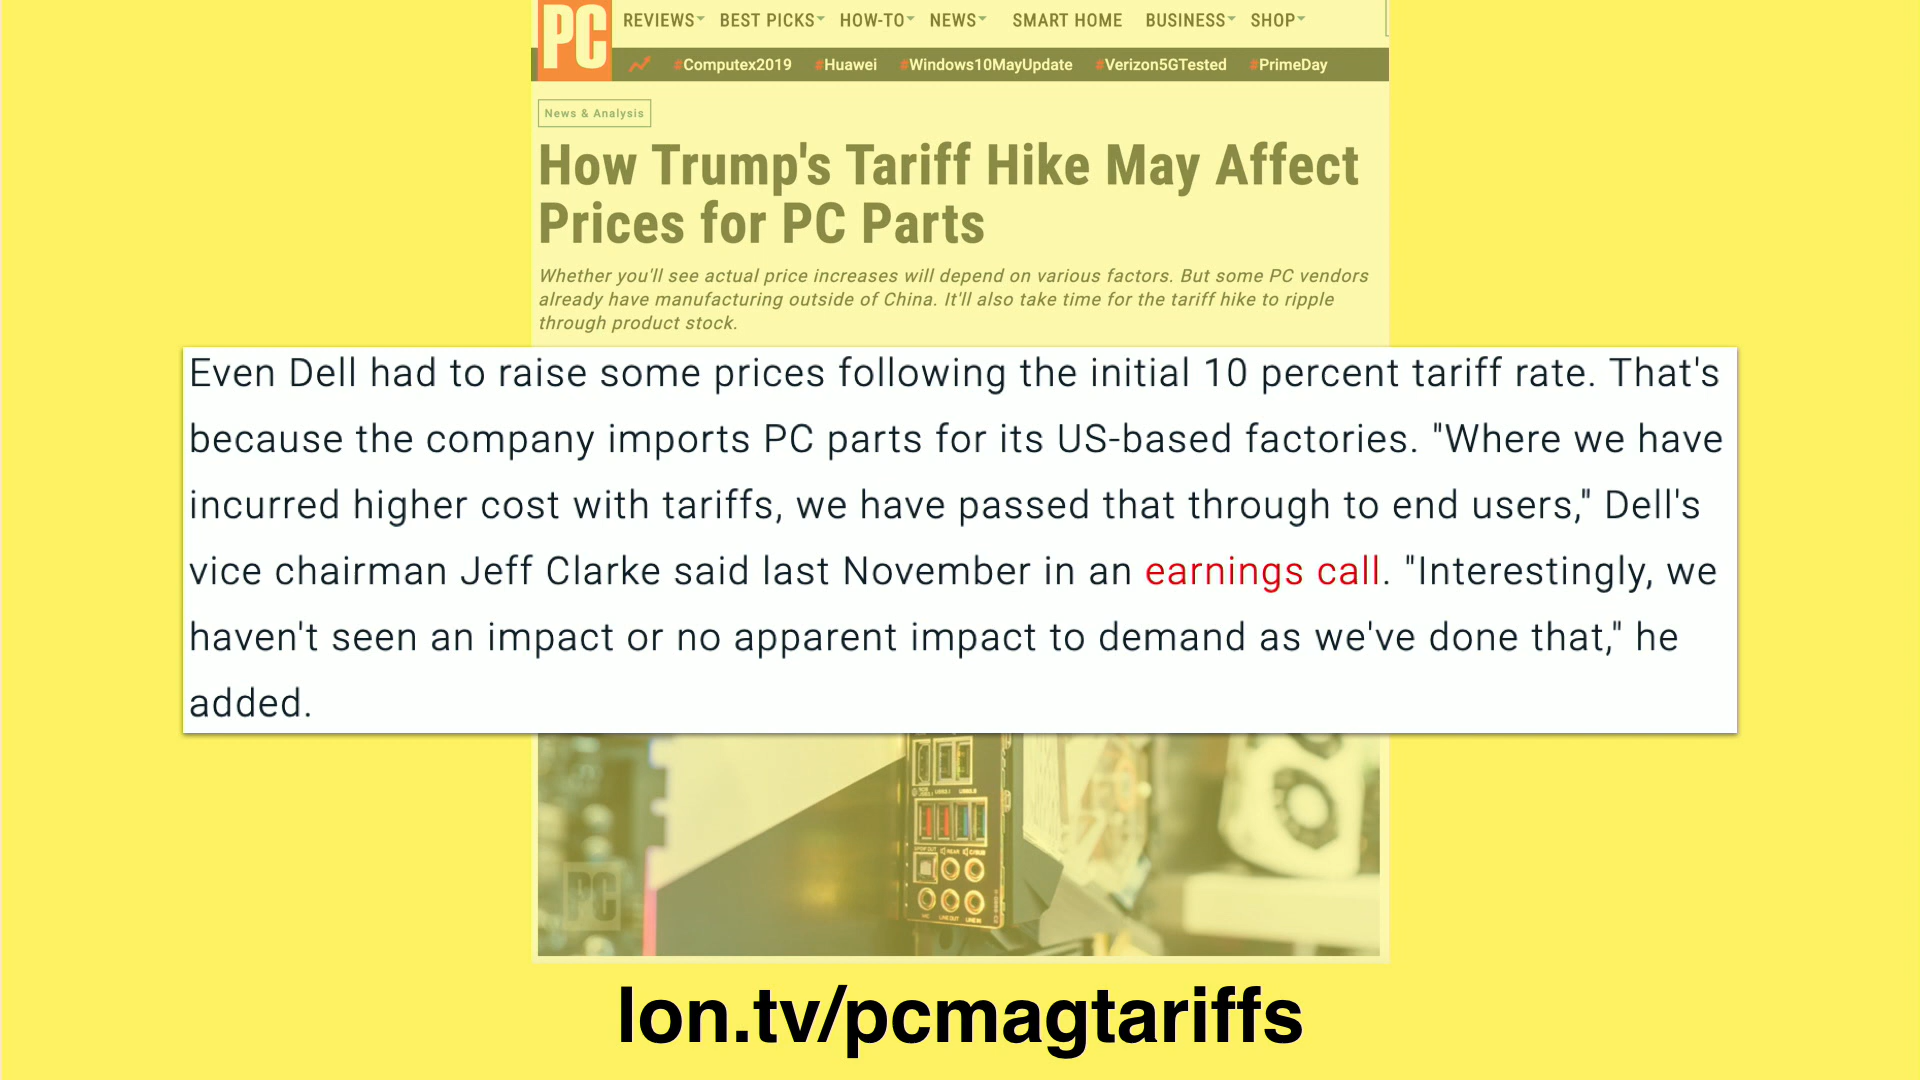 PC
REVIEWS BEST PICKS HOW-TO NEWS SMART HOME BUSINESS SHOP
#Computex2019 #Huawei #Windows10MayUpdate #Verizon5GTested #PrimeDay
News & Analysis
How Trump's Tariff Hike May Affect
Prices for PC Parts
Whether you'll see actual price increases will depend on various factors. But some PC vendors
already have manufacturing outside of China. It'll also take time for the tariff hike to ripple
through product stock.
Even Dell had to raise some prices following the initial 10 percent tariff rate. That's
because the company imports PC parts for its US-based factories. "Where we have
incurred higher cost with tariffs, we have passed that through to end users," Dell's
vice chairman Jeff Clarke said last November in an earnings call. "Interestingly, we
haven't seen an impact or no apparent impact to demand as we've done that," he
added.
PC
lon.tv/pcmagtariffs